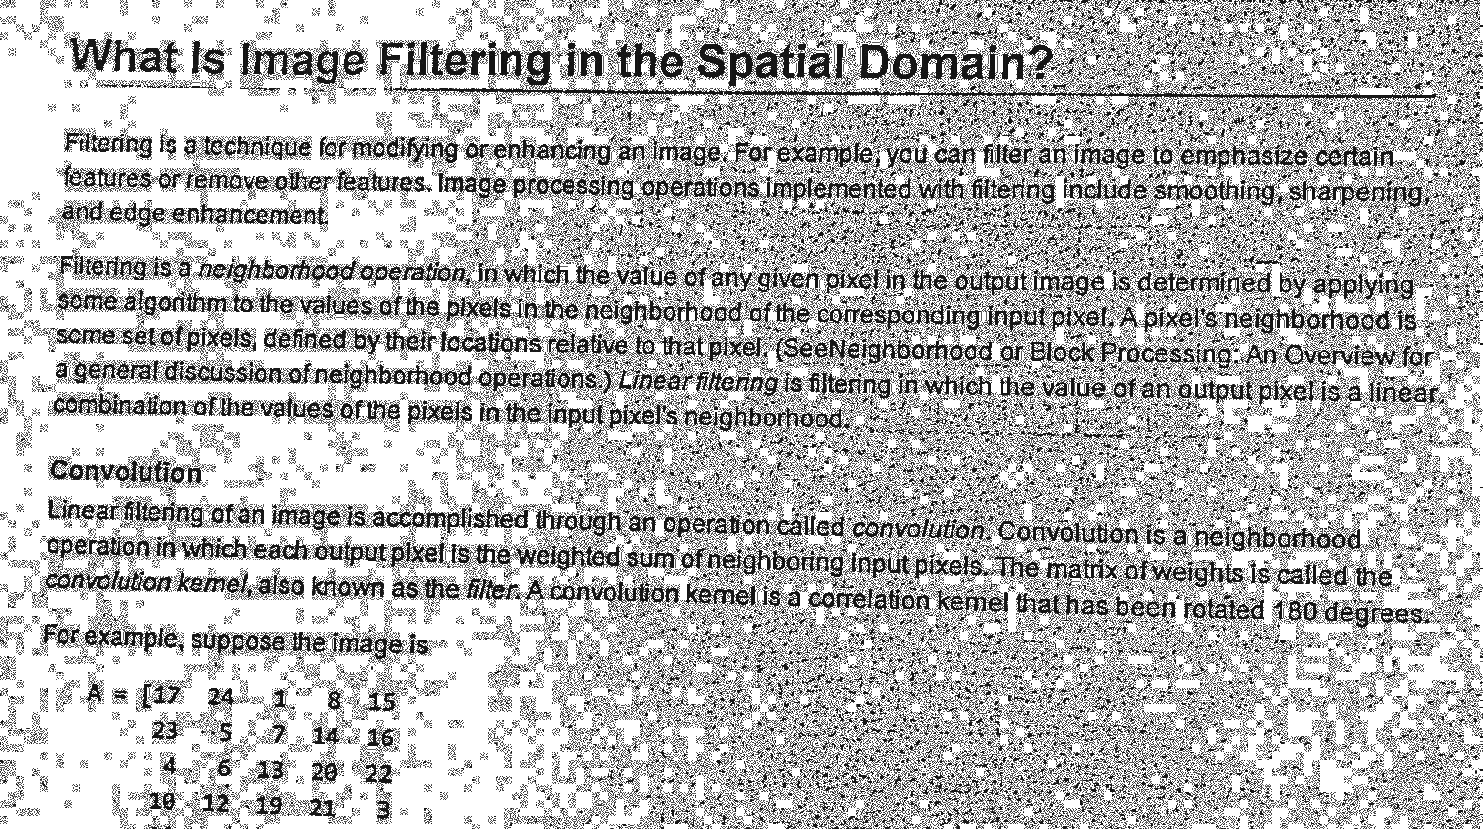 What Is Image Filtering in the Spatial Domain?
Filtering is a technique for modifying or enhancing an image. For example, you can filter an image to emphasize certain
features or remove other features. Image processing operations implemented with filtering include smoothing, sharpening,
and edge enhancement.
Filtering is a neighborhood operation, in which the value of any given pixel in the output image is determined by applying
some algorithm to the values of the pixels in the neighborhood of the corresponding input pixel. A pixel's neighborhood is
some set of pixels, defined by their locations relative to that pixel. (SeeNeighborhood or Block Processing: An Overview for
a general discussion of neighborhood operations.) Linear filtering is filtering in which the value of an output pixel is a linear
combination of the values of the pixels in the input pixel's neighborhood.
Convolution
Linear filtering of an image is accomplished through an operation called convolution. Convolution is a neighborhood
operation in which each output pixel is the weighted sum of neighboring input pixels. The matrix of weights is called the
convolution kernel, also known as the filter. A convolution kernel is a correlation kernel that has been rotated 180 degrees.
For example, suppose the image is
A = [17 24 1 8 15
23 5 7 14 16
4 6 13 20 22
10 12 19 21 3